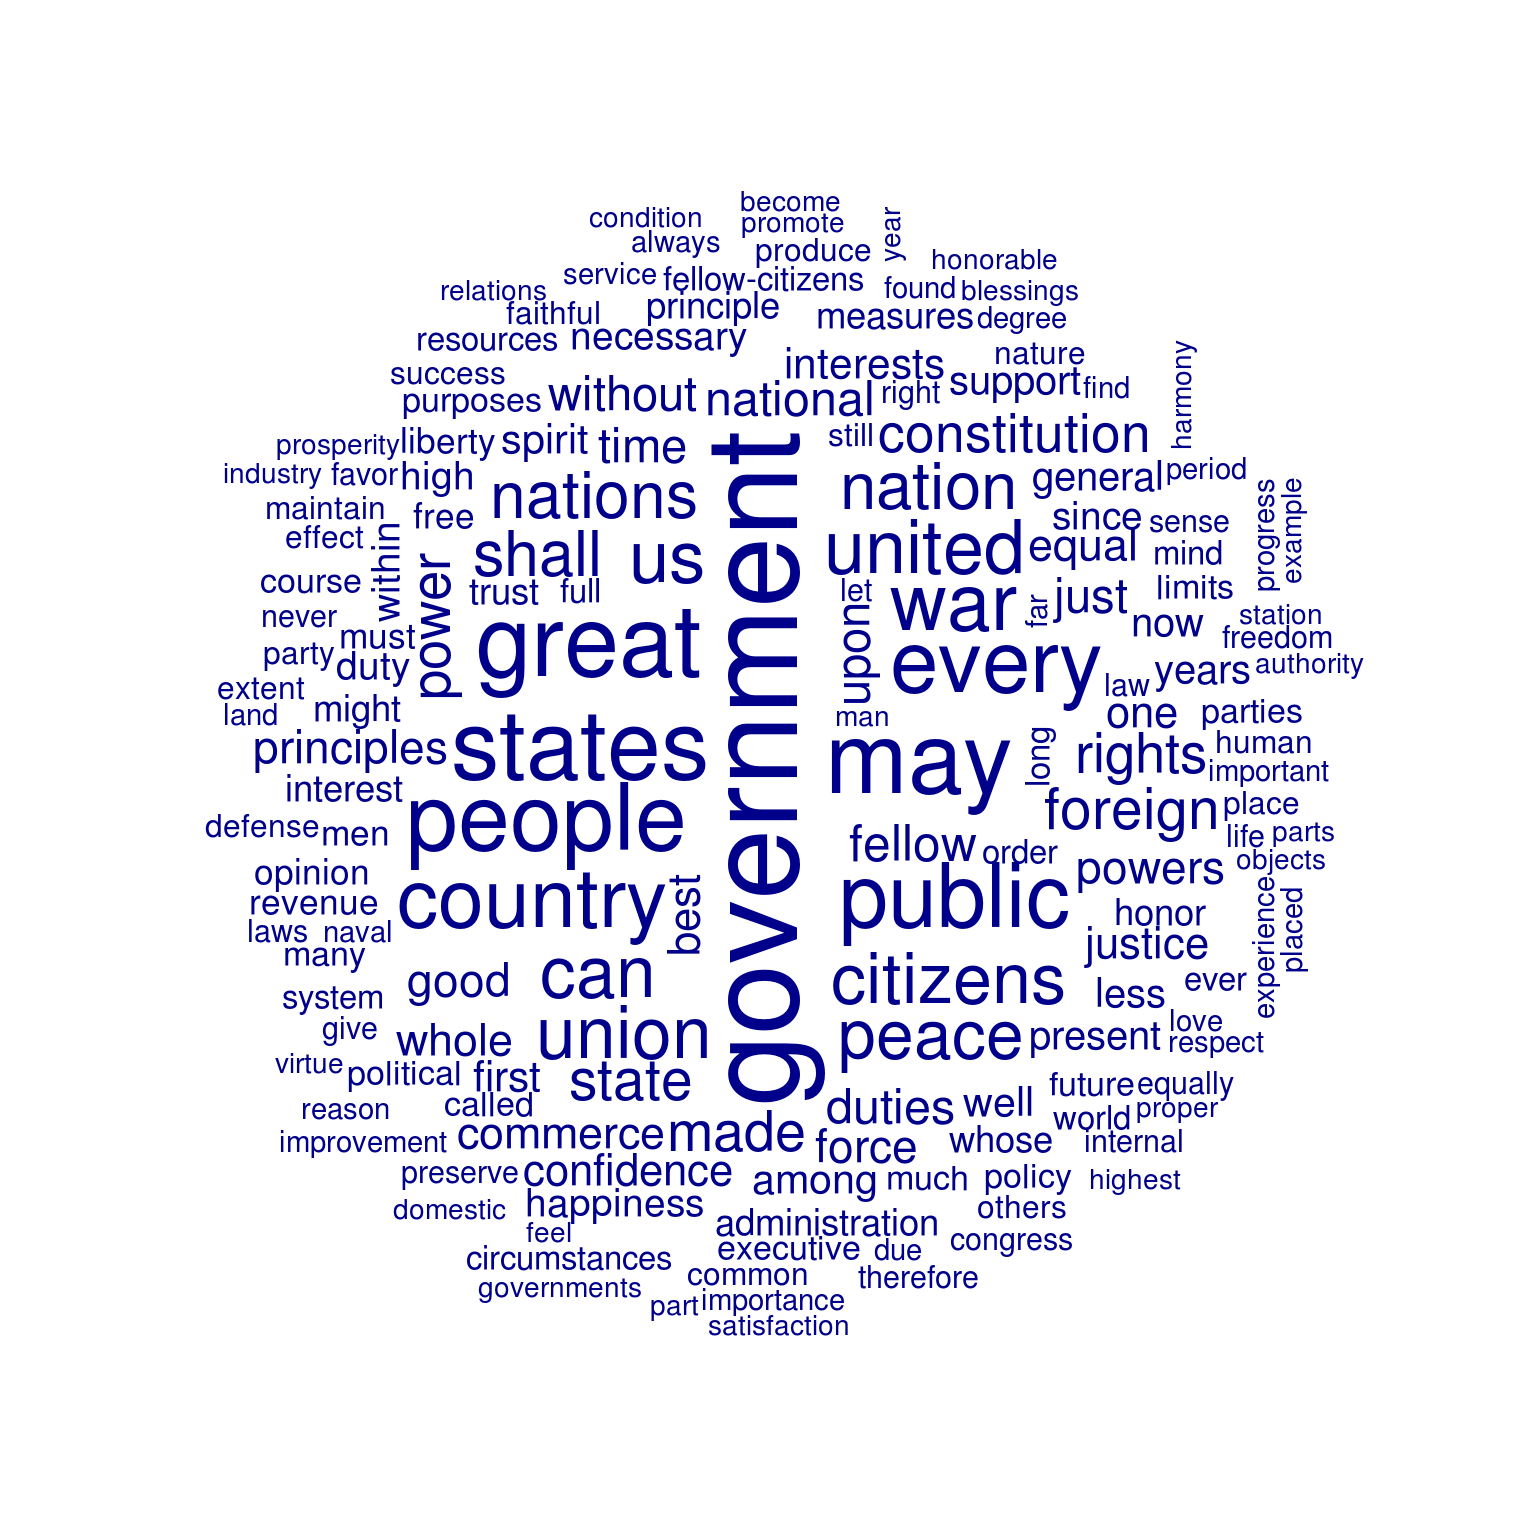 become
condition
promote
always
year
produce
honorable
service
fellow-citizens
found
blessings
relations
principle
faithful
measures
degree
resources
necessary
nature
interests
harmony
success
without
support
find
right
national
purposes
still
constitution
prosperity
liberty
spirit
time
government
industry
favor
high
nation
general
period
nations
maintain
free
since
sense
progress
example
effect
shall
us
united
equal
mind
within
course
power
trust
full
let
war
far
just
limits
never
must
great
upon
every
now
station
freedom
party
duty
years
authority
extent
law
land
might
man
one
parties
principles
states
may
long
rights
human
important
interest
people
foreign
place
defense
men
fellow
order
life
parts
objects
opinion
powers
revenue
country
best
public
honor
experience
placed
laws
naval
many
justice
good
can
citizens
ever
system
less
give
whole
union
peace
present
love
respect
virtue
political
first
state
future
equally
reason
called
duties
well
world
proper
improvement
commerce
made
force
whose
internal
preserve
confidence
among
much
policy
highest
domestic
happiness
others
feel
administration
congress
circumstances
executive
due
governments
common
therefore
part
importance
satisfaction